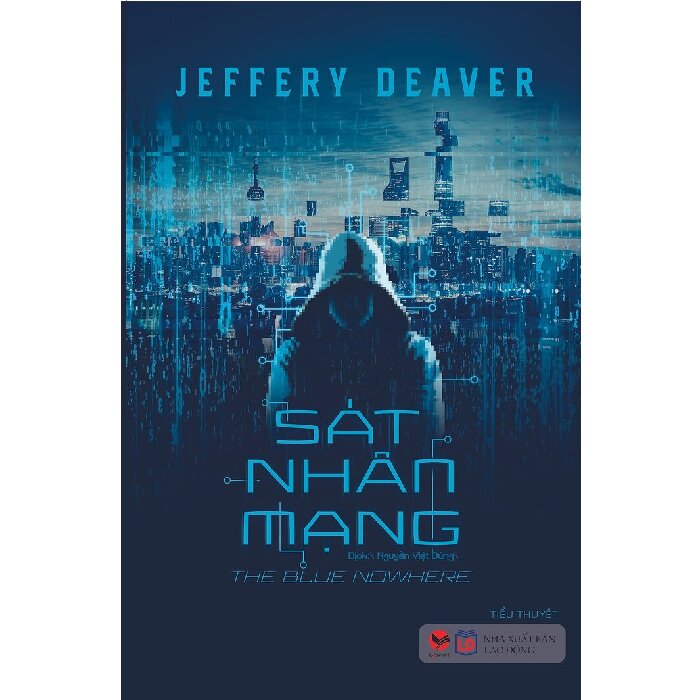 JEFFERY DEAVER
SÁT
NHÂN
MẠNG
Dịch:\ Nguyễn Việt Dũng\
THE BLUE NOWHERE
TIỂU THUYẾT
NHÀ XUẤT BẢN
LAO ĐỘNG